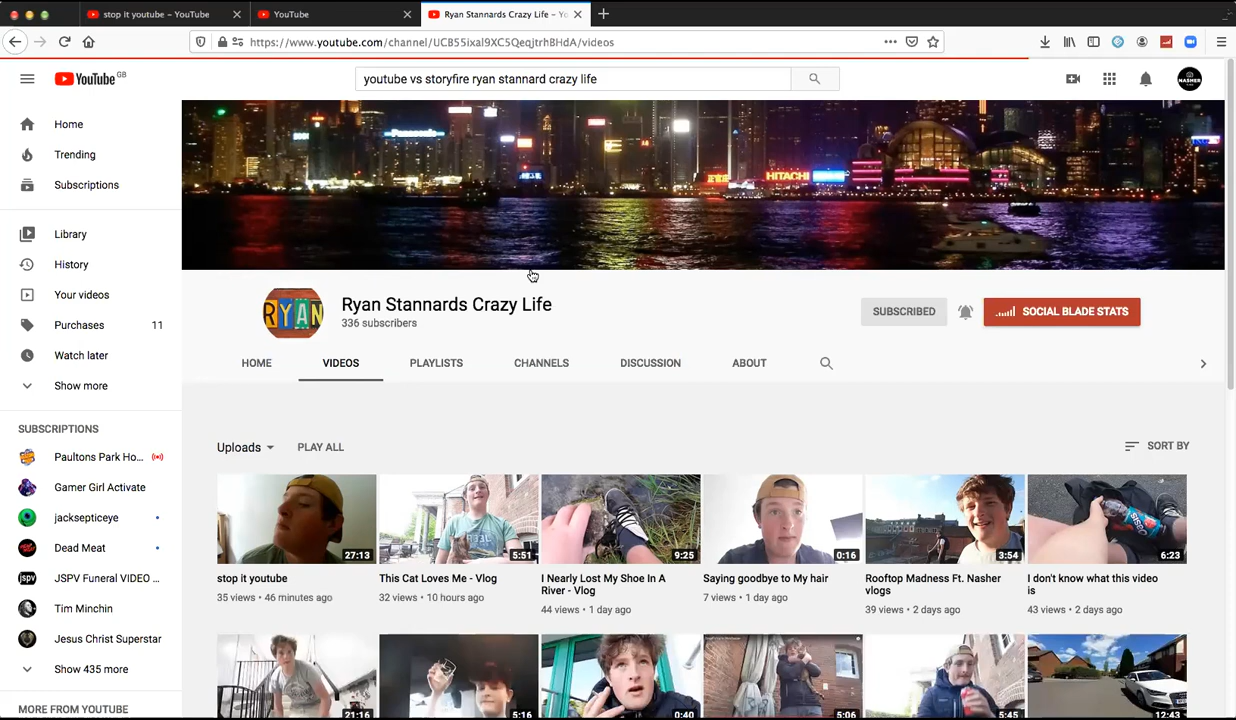 stop it youtube - YouTube
YouTube
Ryan Stannards Crazy Life - Yo
https://www.youtube.com/channel/UCB55ixal9XC5QeqjtrhBHdA/videos
YouTube GB
youtube vs storyfire ryan stannard crazy life
NASHER
Home
Trending
Subscriptions
Library
History
Your videos
Purchases 11
Watch later
Show more
SUBSCRIPTIONS
Paultons Park Ho...
Gamer Girl Activate
jacksepticeye
Dead Meat
JSPV Funeral VIDEO ...
Tim Minchin
Jesus Christ Superstar
Show 435 more
MORE FROM YOUTUBE
Panasonic
HITACHI
RYAN
Ryan Stannards Crazy Life
336 subscribers
SUBSCRIBED
SOCIAL BLADE STATS
HOME
VIDEOS
PLAYLISTS
CHANNELS
DISCUSSION
ABOUT
Uploads
PLAY ALL
SORT BY
27:13
stop it youtube
35 views • 46 minutes ago
5:51
This Cat Loves Me - Vlog
32 views • 10 hours ago
9:25
I Nearly Lost My Shoe In A
River - Vlog
44 views • 1 day ago
0:16
Saying goodbye to My hair
7 views • 1 day ago
3:54
Rooftop Madness Ft. Nasher
vlogs
39 views • 2 days ago
OASIS
6:23
I don't know what this video
is
43 views • 2 days ago
21:16
5:16
0:40
5:06
5:45
12:43